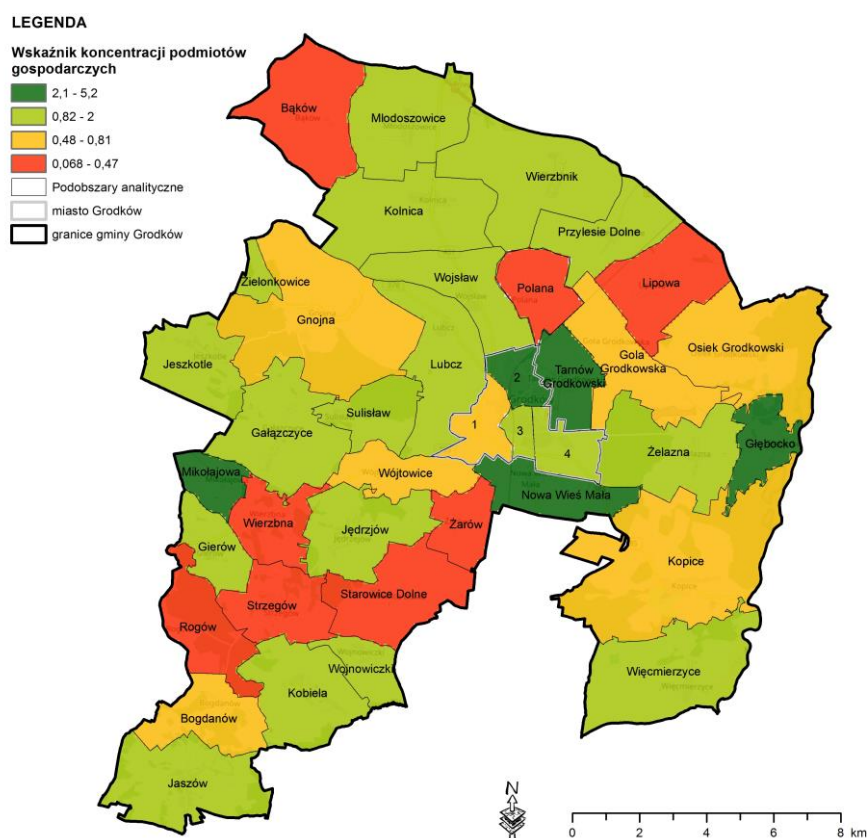 LEGENDA
Wskaźnik koncentracji podmiotów
gospodarczych
2,1 - 5,2
0,82 - 2
0,48 - 0,81
0,068 - 0,47
Podobszary analityczne
miasto Grodków
granice gminy Grodków
Bąków
Młodoszowice
Wierzbnik
Kolnica
Przylesie Dolne
Wojsław
Polana
Lipowa
Zielonkowice
Gnojna
Osiek Grodkowski
Jeszkotle
Lubcz
2
Tarnów
Grodkowski
Gola
Grodkowska
Sulisław
Gałązczyce
1
3
4
Żelazna
Głębocko
Mikołajowa
Wójtowice
Nowa Wieś Mała
Wierzbna
Jędrzjów
Żarów
Gierów
Kopice
Strzegów
Starowice Dolne
Rogów
Wojnowiczki
Więcmierzyce
Kobiela
Bogdanów
Jaszów
N
0 2 4 6 8
km